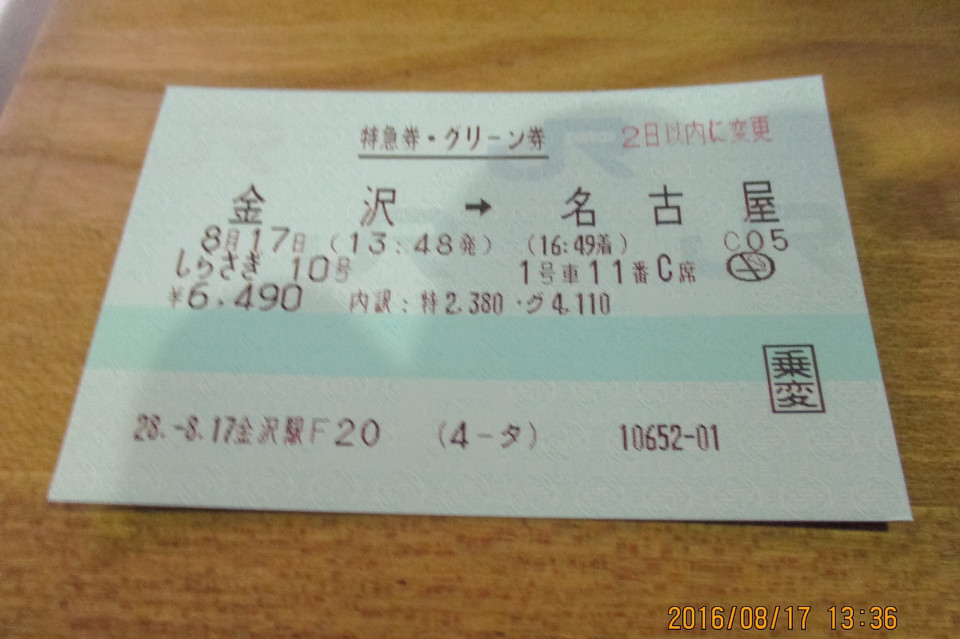 特急券・グリーン券
2日以内に変更
金沢 → 名古屋
8月17日 (13:48発) (16:49着) C05
しらさぎ 10号 1号車11番C席
¥6,490 内訳:特2,380・グ4,110
乗変
28.-8.17金沢駅F20 (4-タ) 10652-01
2016/08/17 13:36